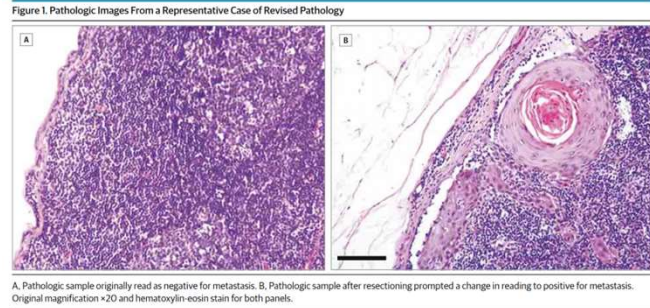 Figure 1. Pathologic Images From a Representative Case of Revised Pathology
A
B
A, Pathologic sample originally read as negative for metastasis. B, Pathologic sample after resectioning prompted a change in reading to positive for metastasis.
Original magnification ×20 and hematoxylin-eosin stain for both panels.